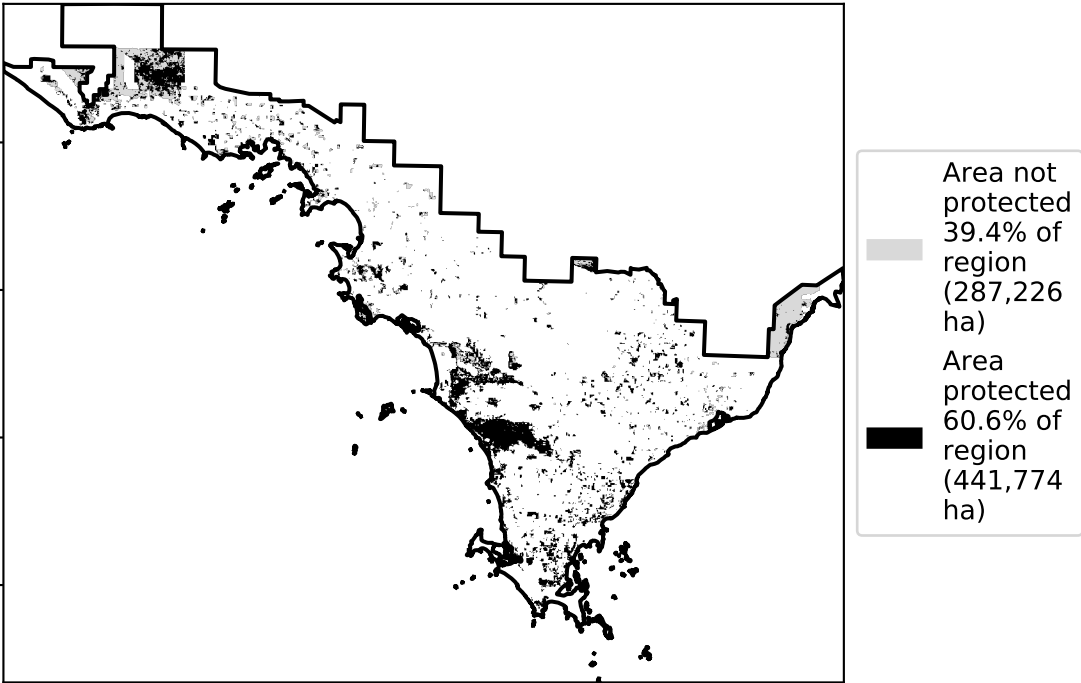 Area not
protected
39.4% of
region
(287,226
ha)
Area
protected
60.6% of
region
(441,774
ha)